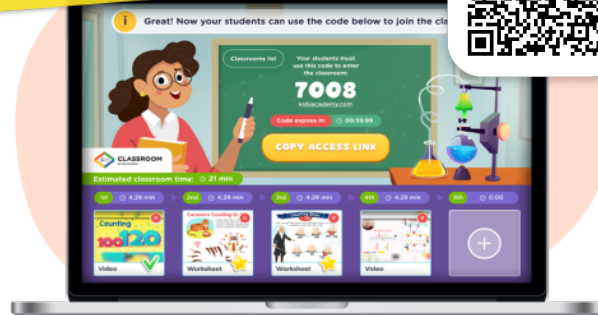 i
Great! Now your students can use the code below to join the cla
Classrooms list
Your students must
use this code to enter
the classroom:
7008
kidsacademy.com
Code expires in:
00:59:99
COPY ACCESS LINK
CLASSROOM
Estimated classroom time: 21 min
1st 4:29 min
2nd 4:29 min
3rd 4:29 min
4th 4:29 min
5th 0:00
Counting
100 120
Video
Worksheet
Worksheet
Video